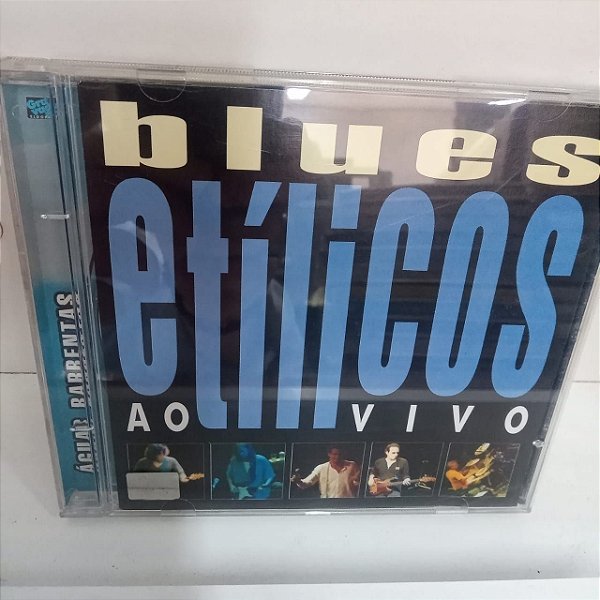 blues
etílicos
AO VIVO
ÁGUAS BARRENTAS